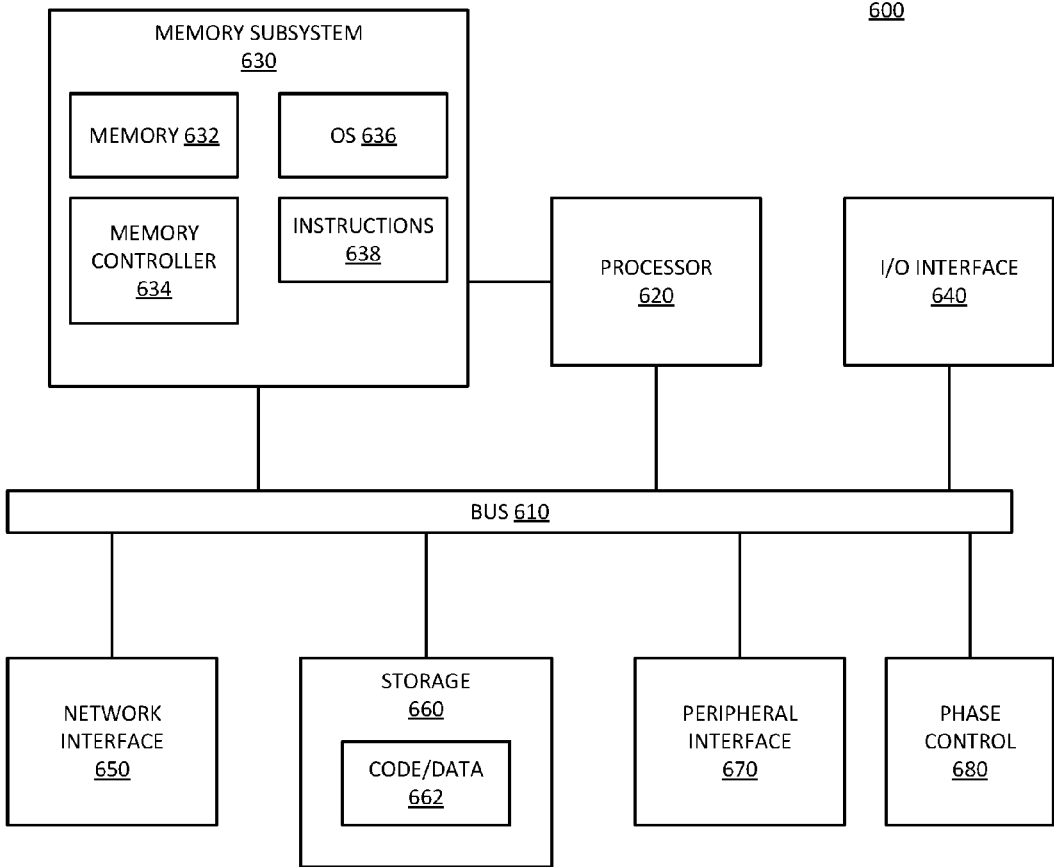 600
MEMORY SUBSYSTEM
630
MEMORY 632
OS 636
MEMORY
CONTROLLER
634
INSTRUCTIONS
638
PROCESSOR
620
I/O INTERFACE
640
BUS 610
NETWORK
INTERFACE
650
STORAGE
660
CODE/DATA
662
PERIPHERAL
INTERFACE
670
PHASE
CONTROL
680